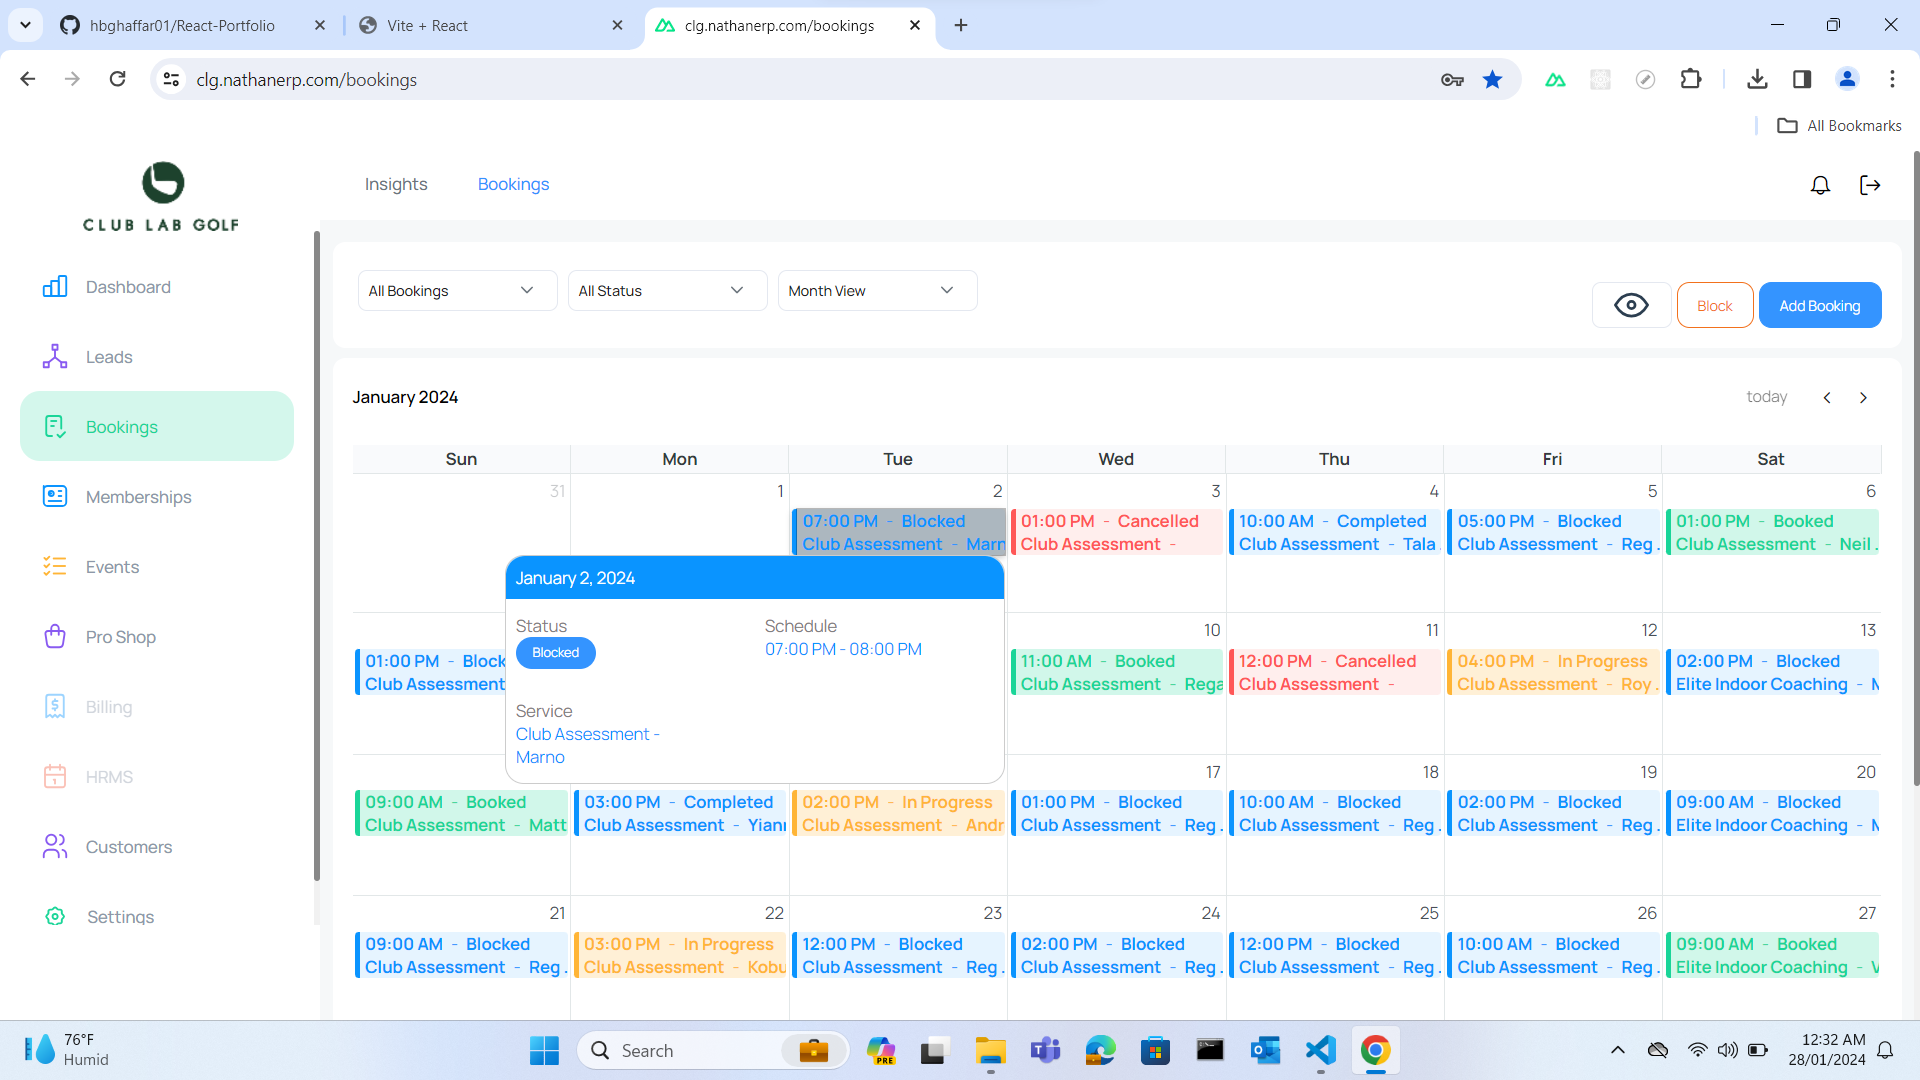 hbghaffar01/React-Portfolio
Vite + React
clg.nathanerp.com/bookings
clg.nathanerp.com/bookings
All Bookmarks
CLUB LAB GOLF
Insights
Bookings
Dashboard
Leads
Bookings
Memberships
Events
Pro Shop
Billing
HRMS
Customers
Settings
All Bookings
All Status
Month View
Block
Add Booking
January 2024
today
Sun Mon Tue Wed Thu Fri Sat
31 1 2 3 4 5 6
07:00 PM - Blocked
Club Assessment - Marn
01:00 PM - Cancelled
Club Assessment -
10:00 AM - Completed
Club Assessment - Tala .
05:00 PM - Blocked
Club Assessment - Reg .
01:00 PM - Booked
Club Assessment - Neil .
January 2, 2024
Status
Blocked
Schedule
07:00 PM - 08:00 PM
Service
Club Assessment -
Marno
10 11 12 13
01:00 PM - Block
Club Assessment
11:00 AM - Booked
Club Assessment - Rega
12:00 PM - Cancelled
Club Assessment -
04:00 PM - In Progress
Club Assessment - Roy .
02:00 PM - Blocked
Elite Indoor Coaching - M
17 18 19 20
09:00 AM - Booked
Club Assessment - Matt
03:00 PM - Completed
Club Assessment - Yian
02:00 PM - In Progress
Club Assessment - Andr
01:00 PM - Blocked
Club Assessment - Reg .
10:00 AM - Blocked
Club Assessment - Reg .
02:00 PM - Blocked
Club Assessment - Reg .
09:00 AM - Blocked
Elite Indoor Coaching - M
21 22 23 24 25 26 27
09:00 AM - Blocked
Club Assessment - Reg .
03:00 PM - In Progress
Club Assessment - Kobu
12:00 PM - Blocked
Club Assessment - Reg .
02:00 PM - Blocked
Club Assessment - Reg .
12:00 PM - Blocked
Club Assessment - Reg .
10:00 AM - Blocked
Club Assessment - Reg .
09:00 AM - Booked
Elite Indoor Coaching - V
76°F
Humid
Search
PRE
12:32 AM
28/01/2024